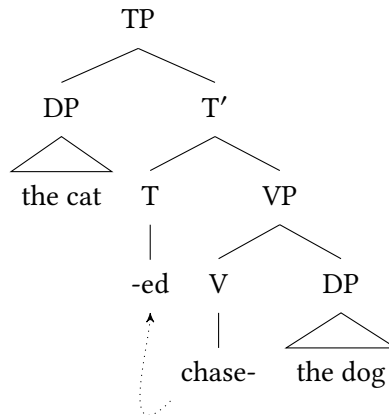 TP
DP T′
the cat T VP
-ed V DP
chase- the dog